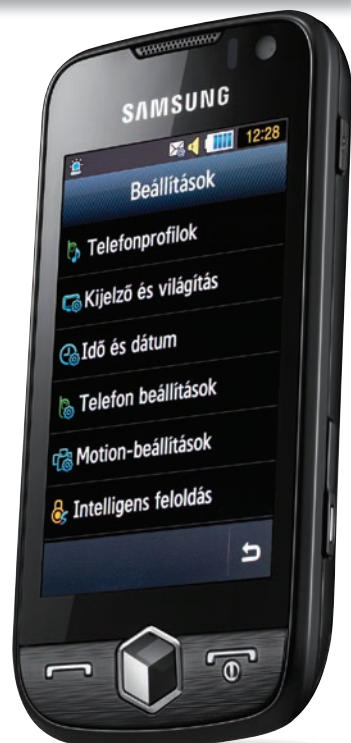 SAMSUNG
12:28
Beállítások
Telefonprofilok
Kijelző és világítás
Idő és dátum
Telefon beállítások
Motion-beállítások
Intelligens feloldás